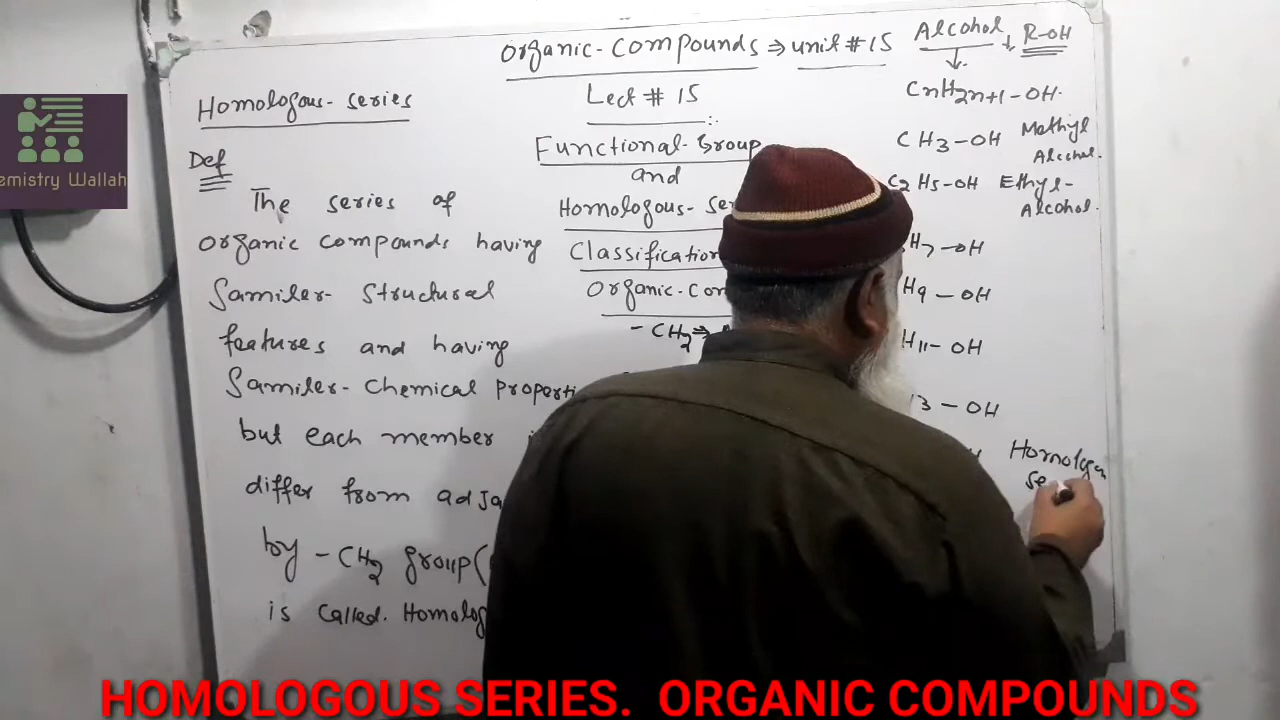 Organic-Compounds ⇒ unit # 15
Lect # 15
Functional-Group
and
Homologous-Se
Classification
Organic-Con
-CH2 ⇒
Homologous-series
Def
The series of
organic compounds having
Samiler- structural
features and having
Samiler- chemical properti
but each member
differ from adja
by -CH2 group(
is called. Homolog
Alcohol ↓ R-OH
↓
CnH2n+1-OH.
CH3-OH Methyl
Alcohol.
C2H5-OH Ethyl-
Alcohol.
H7-OH
H9-OH
H11-OH
13-OH
Homologou
Se
emistry Wallah
HOMOLOGOUS SERIES. ORGANIC COMPOUNDS